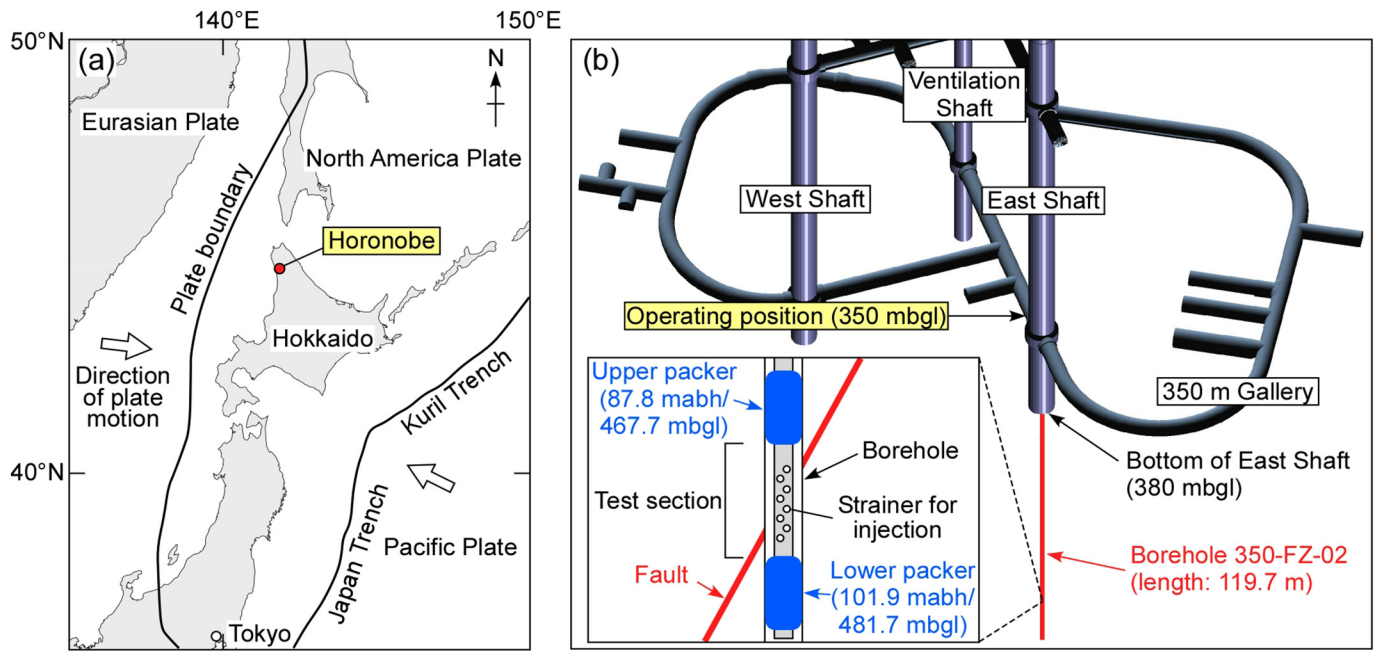 140°E
150°E
50°N
40°N
(a)
N
Eurasian Plate
North America Plate
Plate boundary
Horonobe
Hokkaido
Direction
of plate
motion
Kuril Trench
Japan Trench
Pacific Plate
Tokyo
(b)
Ventilation
Shaft
West Shaft
East Shaft
Operating position (350 mbgl)
350 m Gallery
Bottom of East Shaft
(380 mbgl)
Borehole 350-FZ-02
(length: 119.7 m)
Upper packer
(87.8 mabh/
467.7 mbgl)
Borehole
Test section
Strainer for
injection
Fault
Lower packer
(101.9 mabh/
481.7 mbgl)